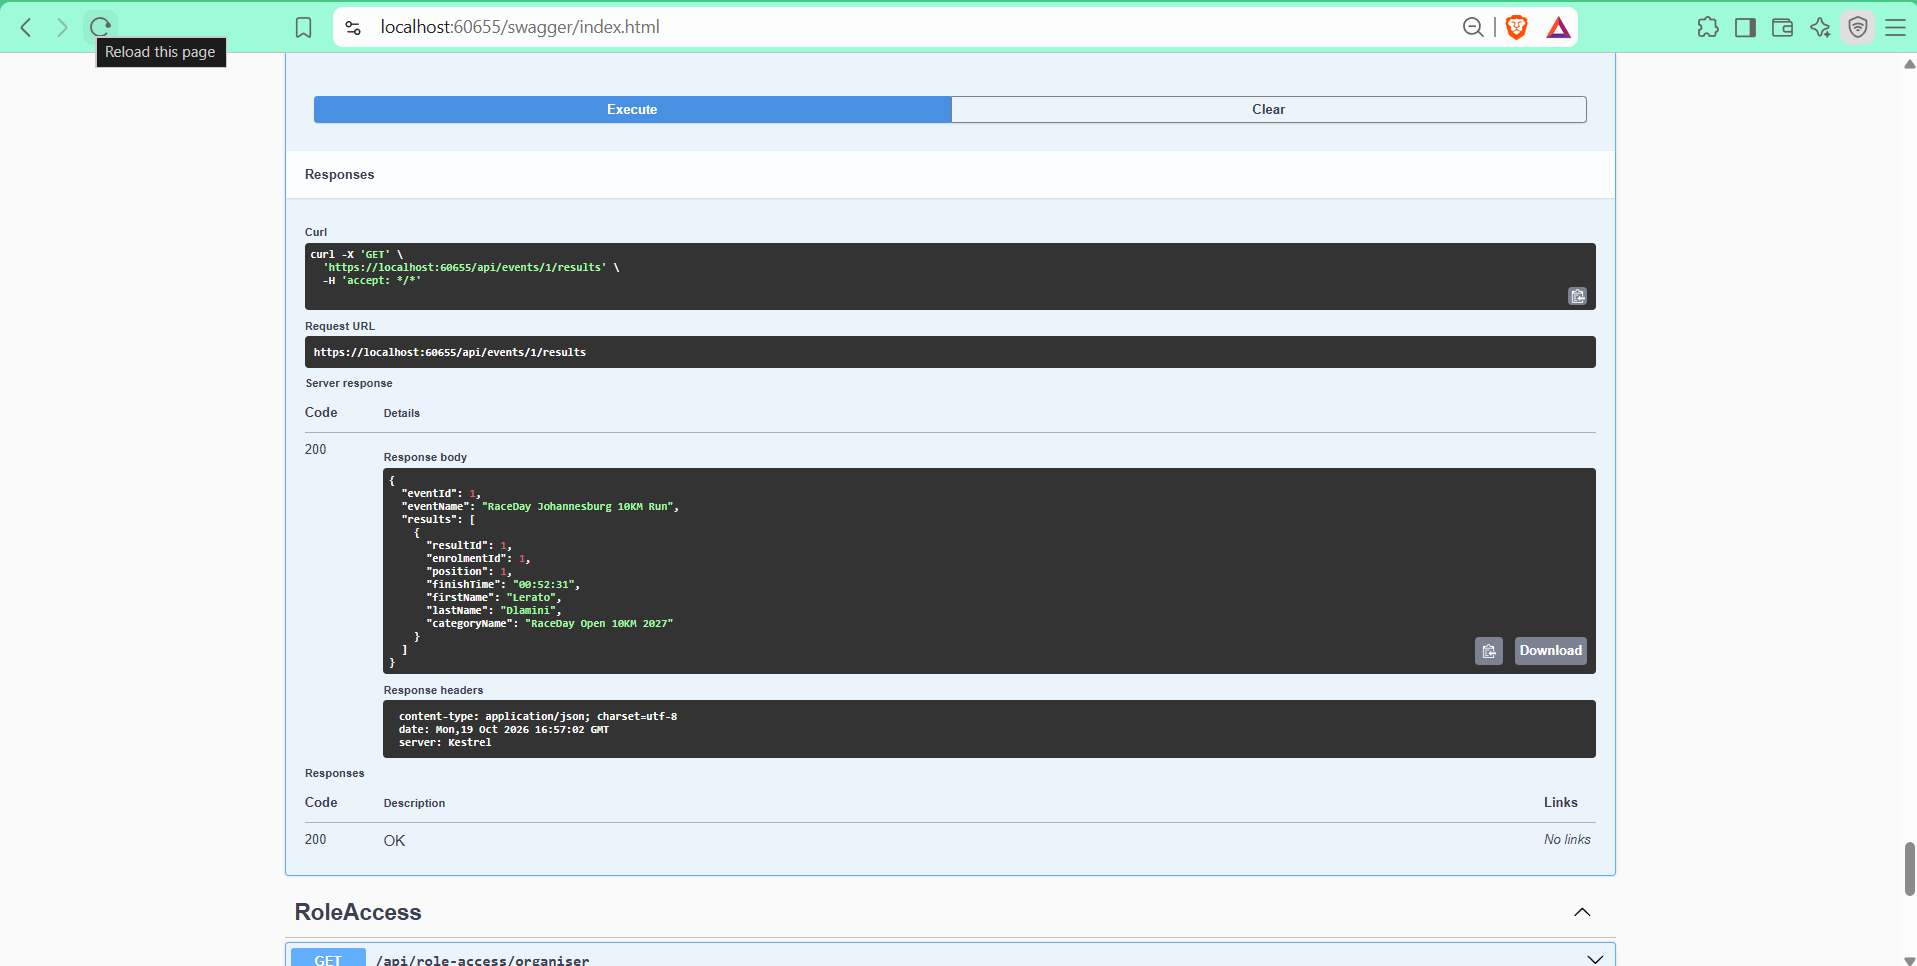 localhost:60655/swagger/index.html
Reload this page
Execute
Clear
Responses
Curl
curl -X 'GET' \
'https://localhost:60655/api/events/1/results' \
-H 'accept: */*'
Request URL
https://localhost:60655/api/events/1/results
Server response
Code Details
200
Response body
{
"eventId": 1,
"eventName": "RaceDay Johannesburg 10KM Run",
"results": [
{
"resultId": 1,
"enrolmentId": 1,
"position": 1,
"finishTime": "00:52:31",
"firstName": "Lerato",
"lastName": "Dlamini",
"categoryName": "RaceDay Open 10KM 2027"
}
]
}
Download
Response headers
content-type: application/json; charset=utf-8
date: Mon,19 Oct 2026 16:57:02 GMT
server: Kestrel
Responses
Code Description Links
200 OK No links
RoleAccess
GET /api/role-access/organiser